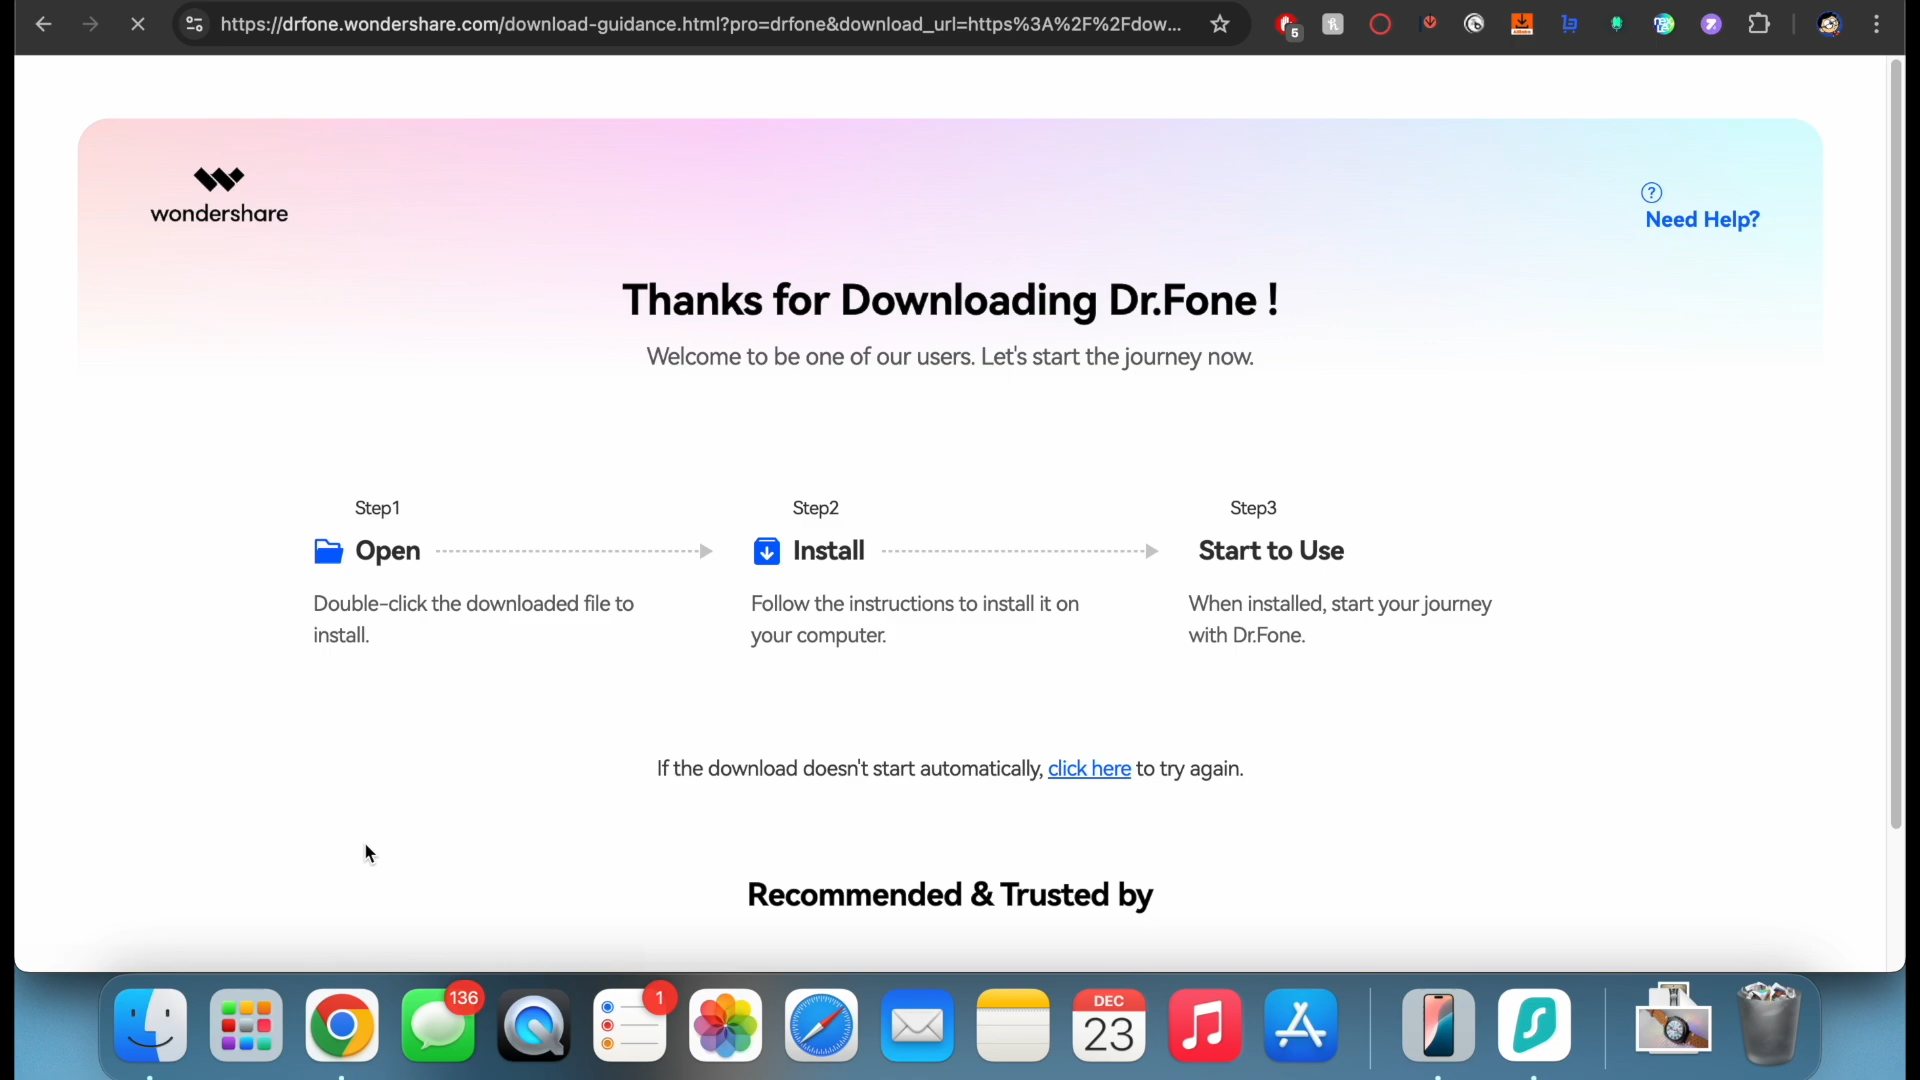 https://drfone.wondershare.com/download-guidance.html?pro=drfone&download_url=https%3A%2F%2Fdow...
5
wondershare
?
Need Help?
Thanks for Downloading Dr.Fone !
Welcome to be one of our users. Let's start the journey now.
Step1
Step2
Step3
Open
Install
Start to Use
Double-click the downloaded file to
install.
Follow the instructions to install it on
your computer.
When installed, start your journey
with Dr.Fone.
If the download doesn't start automatically, click here to try again.
Recommended & Trusted by
136
1
DEC
23